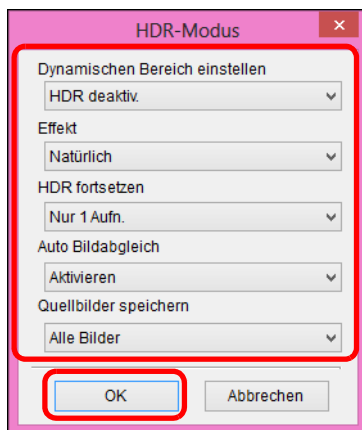 HDR-Modus
Dynamischen Bereich einstellen
HDR deaktiv.
Effekt
Natürlich
HDR fortsetzen
Nur 1 Aufn.
Auto Bildabgleich
Aktivieren
Quellbilder speichern
Alle Bilder
OK Abbrechen